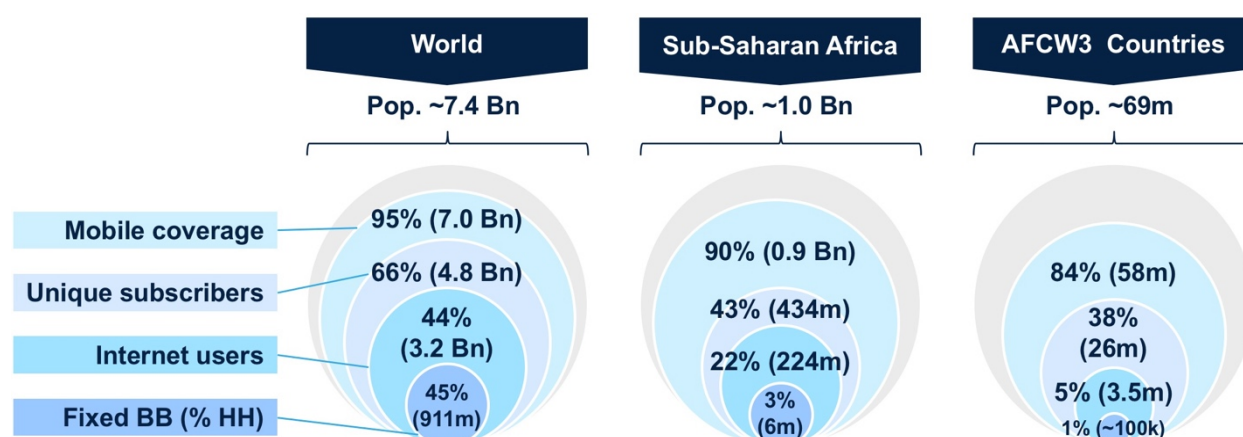 World
Sub-Saharan Africa
AFCW3 Countries
Pop. ~7.4 Bn
Pop. ~1.0 Bn
Pop. ~69m
Mobile coverage
Unique subscribers
Internet users
Fixed BB (% HH)
95% (7.0 Bn)
66% (4.8 Bn)
44%
(3.2 Bn)
45%
(911m)
90% (0.9 Bn)
43% (434m)
22% (224m)
3%
(6m)
84% (58m)
38%
(26m)
5% (3.5m)
1% (~100k)